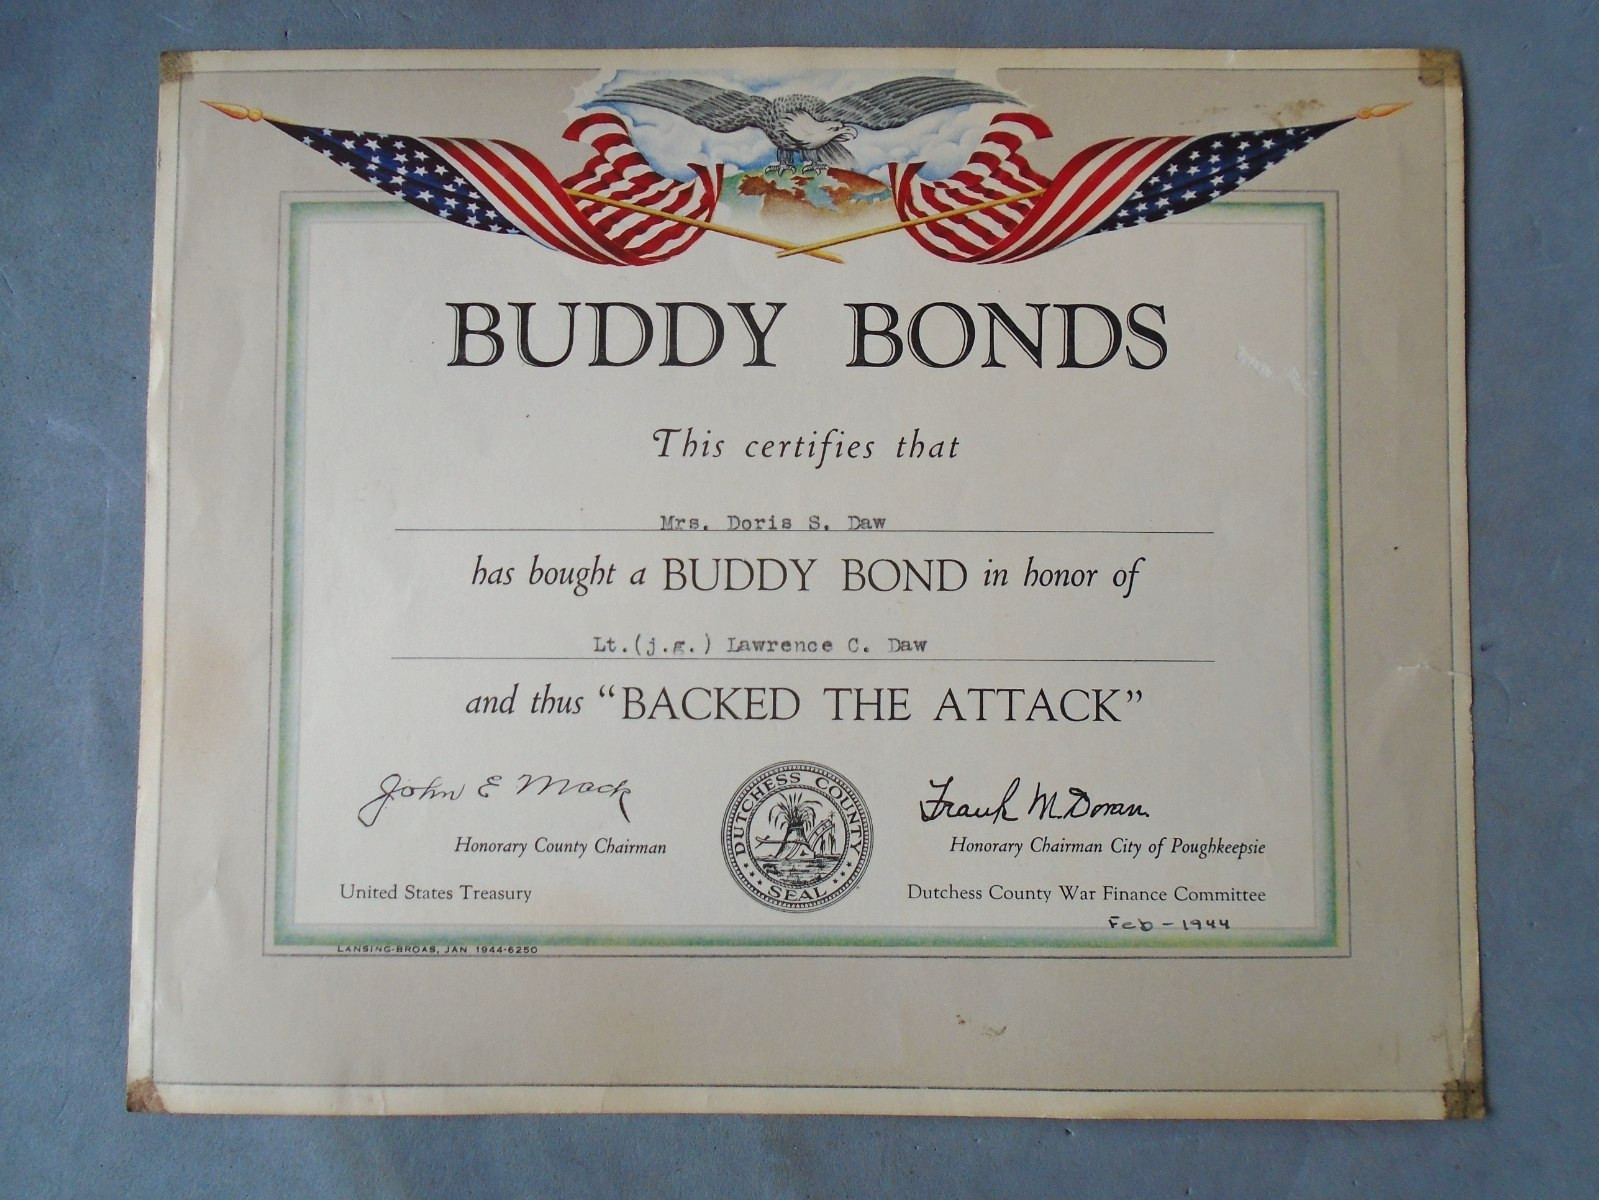 BUDDY BONDS
This certifies that
Mrs. Doris S. Daw
has bought a BUDDY BOND in honor of
Lt.(j.g.) Lawrence C. Daw
and thus “BACKED THE ATTACK”
John E Mack
Frank M. Doran
Honorary County Chairman
Honorary Chairman City of Poughkeepsie
DUTCHESS COUNTY
SEAL
United States Treasury
Dutchess County War Finance Committee
Feb - 1944
LANSING-BROAS, JAN 1944-6250